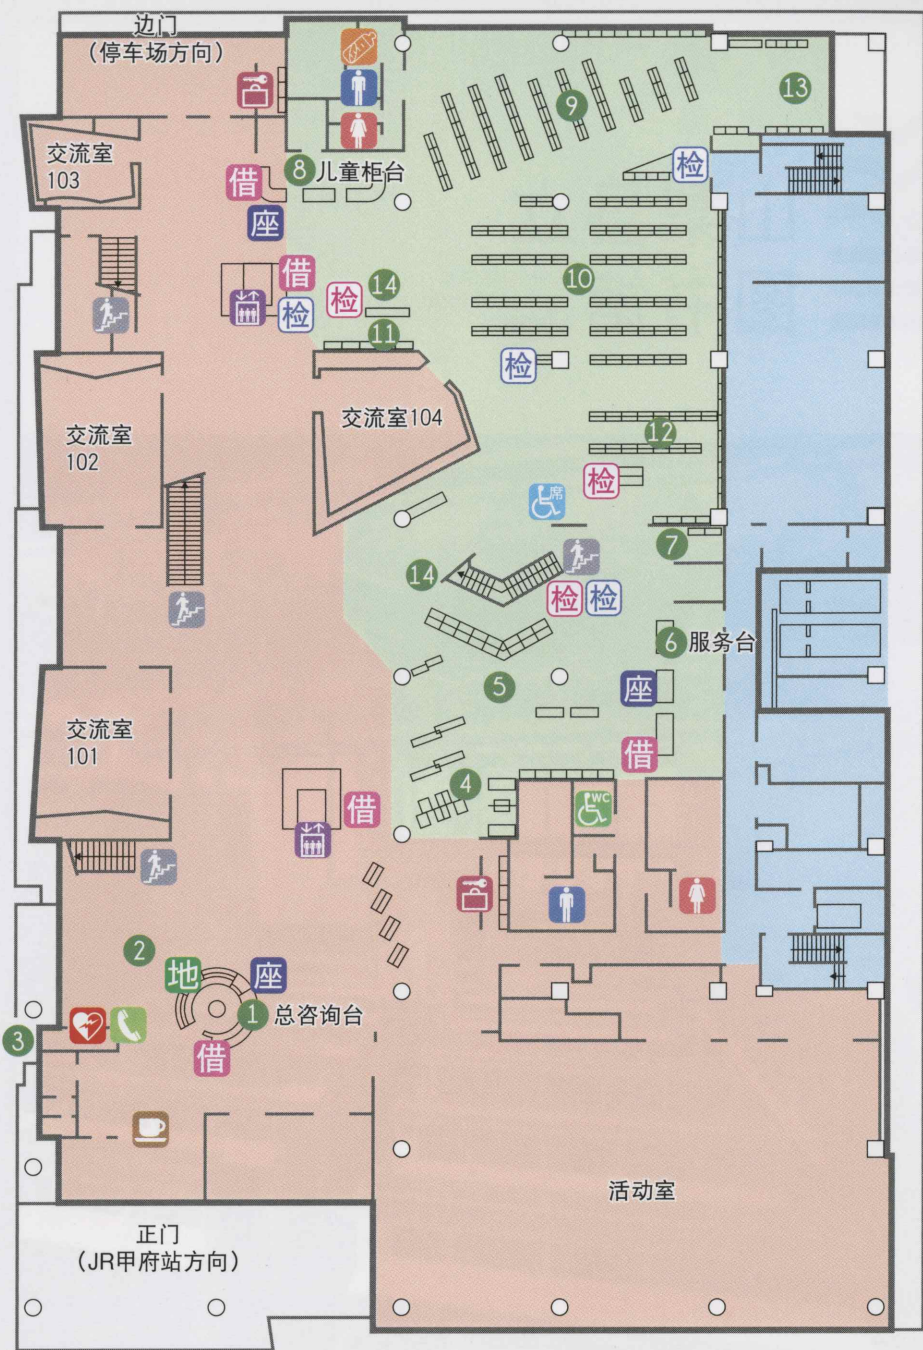 边门
（停车场方向）
13
9
交流室
103
检
8 儿童柜台
借
座
借
检
检
14
10
11
检
交流室
102
交流室104
12
检
席
7
14
检
检
6 服务台
5
座
交流室
101
借
4
WC
借
2
地
座
1 总咨询台
3
借
活动室
正门
（JR甲府站方向）